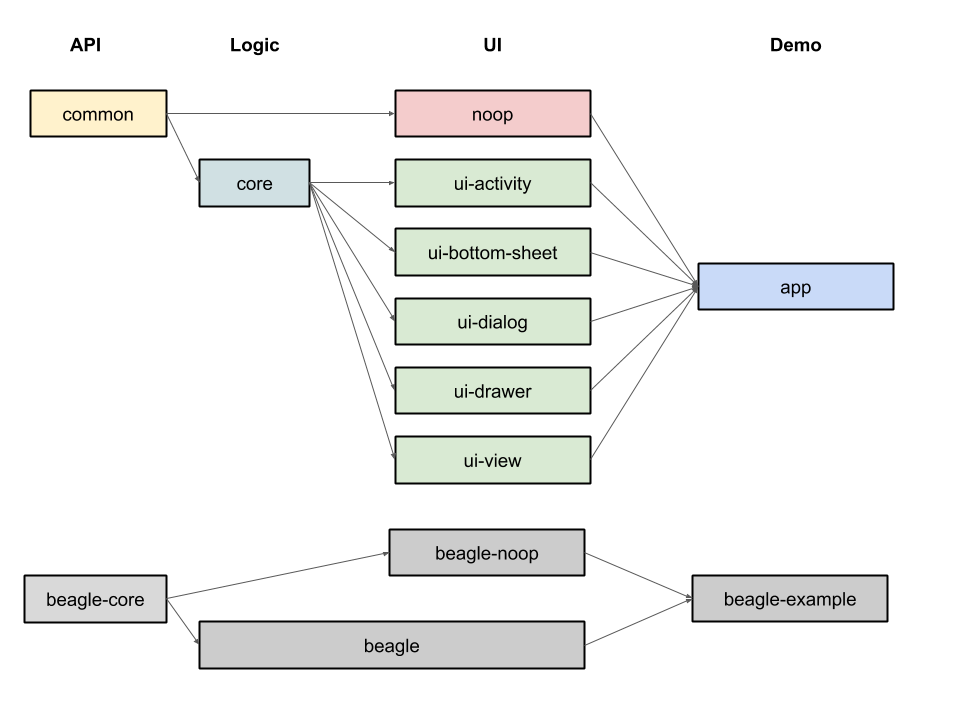 API
Logic
UI
Demo
common
noop
core
ui-activity
ui-bottom-sheet
app
ui-dialog
ui-drawer
ui-view
beagle-noop
beagle-core
beagle-example
beagle